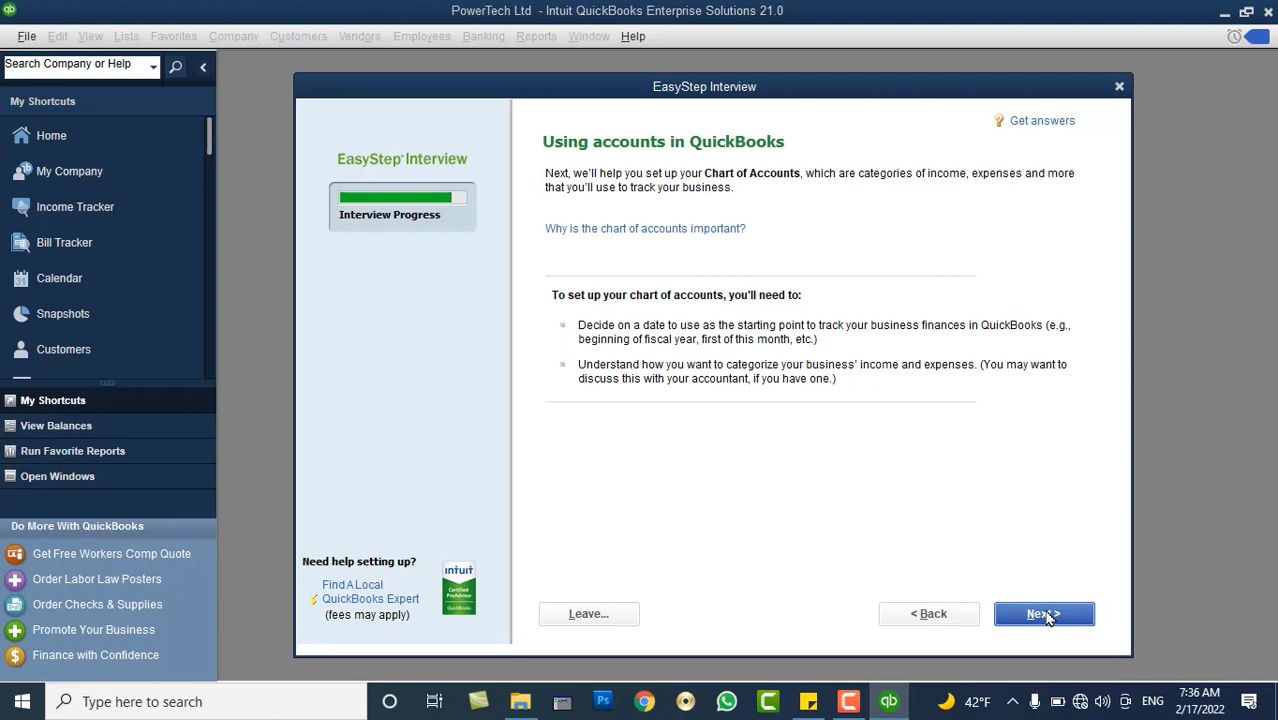 PowerTech Ltd - Intuit QuickBooks Enterprise Solutions 21.0
File Edit View Lists Favorites Company Customers Vendors Employees Banking Reports Window Help
Search Company or Help
My Shortcuts
Home
My Company
Income Tracker
Bill Tracker
Calendar
Snapshots
Customers
My Shortcuts
View Balances
Run Favorite Reports
Open Windows
Do More With QuickBooks
Get Free Workers Comp Quote
Order Labor Law Posters
Order Checks & Supplies
Promote Your Business
Finance with Confidence
EasyStep Interview
EasyStep® Interview
Interview Progress
Need help setting up?
Find A Local
QuickBooks Expert
(fees may apply)
intuit
Certified
ProAdvisor
QuickBooks
Get answers
Using accounts in QuickBooks
Next, we'll help you set up your Chart of Accounts, which are categories of income, expenses and more
that you'll use to track your business.
Why is the chart of accounts important?
To set up your chart of accounts, you'll need to:
Decide on a date to use as the starting point to track your business finances in QuickBooks (e.g.,
beginning of fiscal year, first of this month, etc.)
Understand how you want to categorize your business' income and expenses. (You may want to
discuss this with your accountant, if you have one.)
Leave...
< Back
Next >
Type here to search
42°F
ENG
7:36 AM
2/17/2022